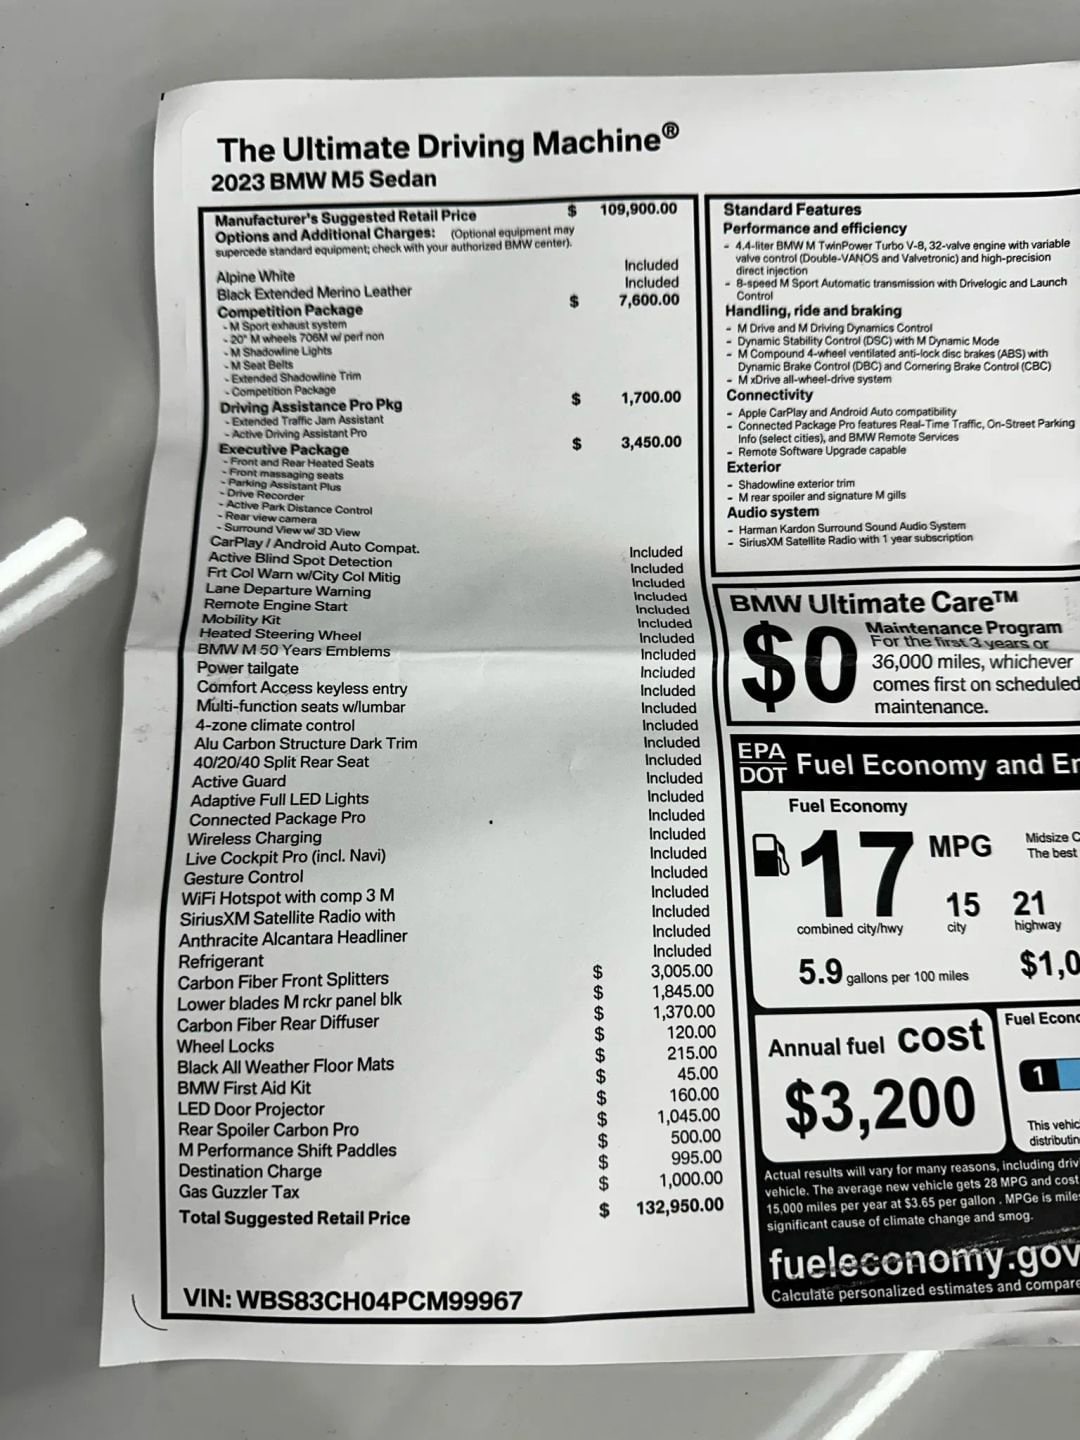 The Ultimate Driving Machine®
2023 BMW M5 Sedan
Manufacturer's Suggested Retail Price $ 109,900.00
Options and Additional Charges: (Optional equipment may
supercede standard equipment; check with your authorized BMW center).
Alpine White Included
Black Extended Merino Leather Included
Competition Package $ 7,600.00
- M Sport exhaust system
- 20" M wheels 706M w/ perf non
- M Shadowline Lights
- M Seat Belts
- Extended Shadowline Trim
- Competition Package
Driving Assistance Pro Pkg $ 1,700.00
- Extended Traffic Jam Assistant
- Active Driving Assistant Pro
Executive Package $ 3,450.00
- Front and Rear Heated Seats
- Front massaging seats
- Parking Assistant Plus
- Drive Recorder
- Active Park Distance Control
- Rear view camera
- Surround View w/ 3D View
CarPlay / Android Auto Compat. Included
Active Blind Spot Detection Included
Frt Col Warn w/City Col Mitig Included
Lane Departure Warning Included
Remote Engine Start Included
Mobility Kit Included
Heated Steering Wheel Included
BMW M 50 Years Emblems Included
Power tailgate Included
Comfort Access keyless entry Included
Multi-function seats w/lumbar Included
4-zone climate control Included
Alu Carbon Structure Dark Trim Included
40/20/40 Split Rear Seat Included
Active Guard Included
Adaptive Full LED Lights Included
Connected Package Pro Included
Wireless Charging Included
Live Cockpit Pro (incl. Navi) Included
Gesture Control Included
WiFi Hotspot with comp 3 M Included
SiriusXM Satellite Radio with Included
Anthracite Alcantara Headliner Included
Refrigerant Included
Carbon Fiber Front Splitters $ 3,005.00
Lower blades M rckr panel blk $ 1,845.00
Carbon Fiber Rear Diffuser $ 1,370.00
Wheel Locks $ 120.00
Black All Weather Floor Mats $ 215.00
BMW First Aid Kit $ 45.00
LED Door Projector $ 160.00
Rear Spoiler Carbon Pro $ 1,045.00
M Performance Shift Paddles $ 500.00
Destination Charge $ 995.00
Gas Guzzler Tax $ 1,000.00
Total Suggested Retail Price $ 132,950.00
VIN: WBS83CH04PCM99967
Standard Features
Performance and efficiency
- 4.4-liter BMW M TwinPower Turbo V-8, 32-valve engine with variable
valve control (Double-VANOS and Valvetronic) and high-precision
direct injection
- 8-speed M Sport Automatic transmission with Drivelogic and Launch
Control
Handling, ride and braking
- M Drive and M Driving Dynamics Control
- Dynamic Stability Control (DSC) with M Dynamic Mode
- M Compound 4-wheel ventilated anti-lock disc brakes (ABS) with
Dynamic Brake Control (DBC) and Cornering Brake Control (CBC)
- M xDrive all-wheel-drive system
Connectivity
- Apple CarPlay and Android Auto compatibility
- Connected Package Pro features Real-Time Traffic, On-Street Parking
Info (select cities), and BMW Remote Services
- Remote Software Upgrade capable
Exterior
- Shadowline exterior trim
- M rear spoiler and signature M gills
Audio system
- Harman Kardon Surround Sound Audio System
- SiriusXM Satellite Radio with 1 year subscription
BMW Ultimate Care™
$0 Maintenance Program
For the first 3 years or
36,000 miles, whichever
comes first on scheduled
maintenance.
EPA
DOT Fuel Economy and En
Fuel Economy
17 MPG
combined city/hwy
15
city
21
highway
Midsize C
The best
5.9 gallons per 100 miles
$1,0
Annual fuel cost
$3,200
Fuel Econo
1
This vehic
distributin
Actual results will vary for many reasons, including driv
vehicle. The average new vehicle gets 28 MPG and cost
15,000 miles per year at $3.65 per gallon . MPGe is mile
significant cause of climate change and smog.
fueleconomy.gov
Calculate personalized estimates and compare